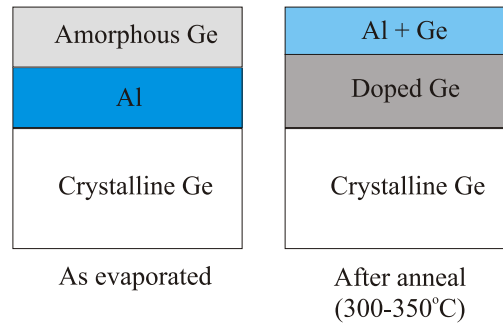 Amorphous Ge
Al
Crystalline Ge
As evaporated
Al + Ge
Doped Ge
Crystalline Ge
After anneal
(300-350°C)